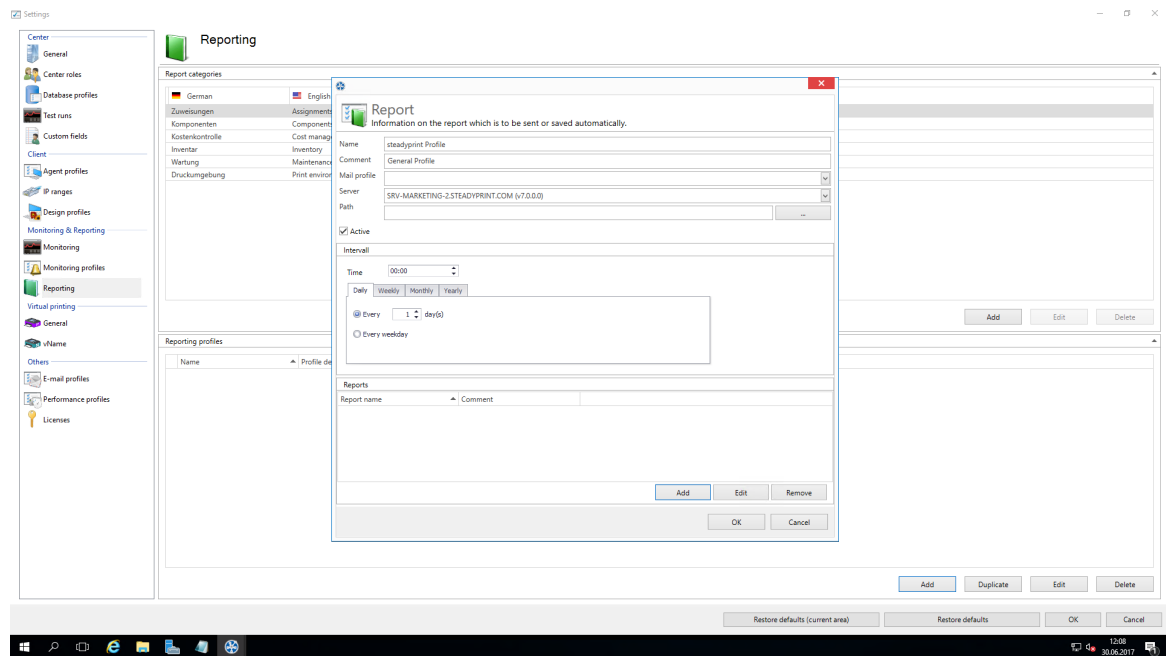 Settings
Center
General
Center roles
Database profiles
Test runs
Custom fields
Client
Agent profiles
IP ranges
Design profiles
Monitoring & Reporting
Monitoring
Monitoring profiles
Reporting
Virtual printing
General
vName
Others
E-mail profiles
Performance profiles
Licenses
Reporting
Report categories
German English
Zuweisungen Assignments
Komponenten Components
Kostenkontrolle Cost manag
Inventar Inventory
Wartung Maintenance
Druckumgebung Print environ
Add Edit Delete
Reporting profiles
Name Profile de
Add Duplicate Edit Delete
Report
Information on the report which is to be sent or saved automatically.
Name steadyprint Profile
Comment General Profile
Mail profile
Server SRV-MARKETING-2.STEADYPRINT.COM (v7.0.0.0)
Path ...
Active
Intervall
Time 00:00
Daily Weekly Monthly Yearly
Every 1 day(s)
Every weekday
Reports
Report name Comment
Add Edit Remove
OK Cancel
Restore defaults (current area) Restore defaults OK Cancel
12:08
30.06.2017